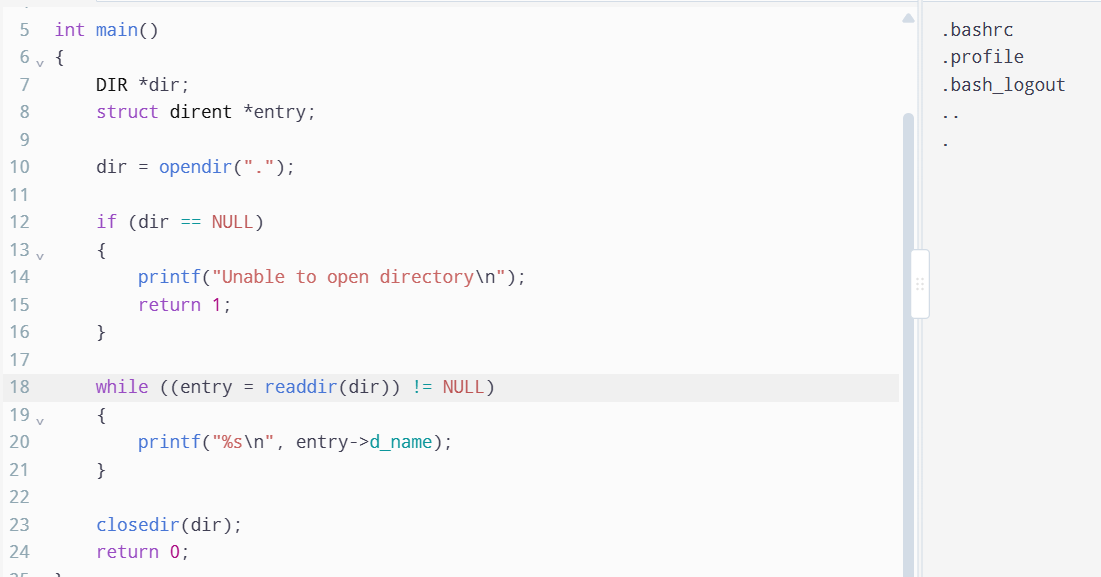 5 int main()
6 {
7 DIR *dir;
8 struct dirent *entry;
9
10 dir = opendir(".");
11
12 if (dir == NULL)
13 {
14 printf("Unable to open directory\n");
15 return 1;
16 }
17
18 while ((entry = readdir(dir)) != NULL)
19 {
20 printf("%s\n", entry->d_name);
21 }
22
23 closedir(dir);
24 return 0;
.bashrc
.profile
.bash_logout
..
.